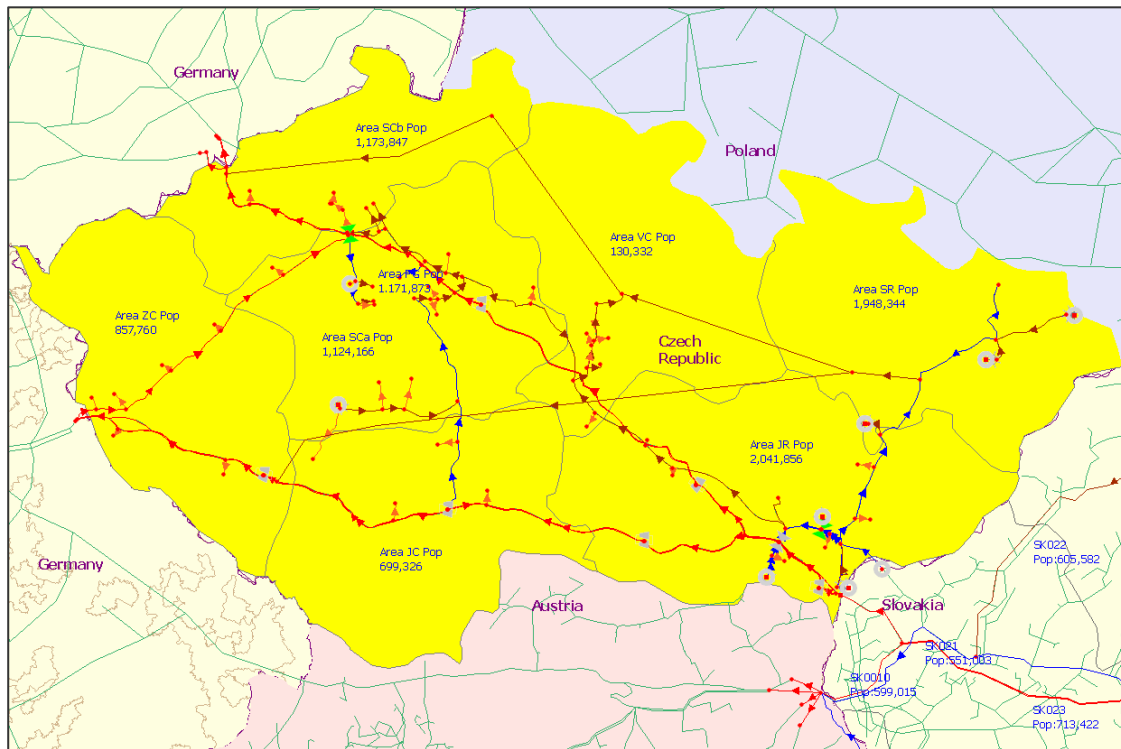 Germany
Area SCb Pop
1,173,847
Poland
Area VC Pop
130,332
Area PG Pop
1.171,873
Area SR Pop
1,948,344
Area ZC Pop
857,760
Area SCa Pop
1,124,166
Czech
Republic
Area JR Pop
2,041,856
Area JC Pop
699,326
Germany
Austria
Slovakia
SK022
Pop:605,582
SK021
Pop:551,003
SK0010
Pop:599,015
SK023
Pop:713,422